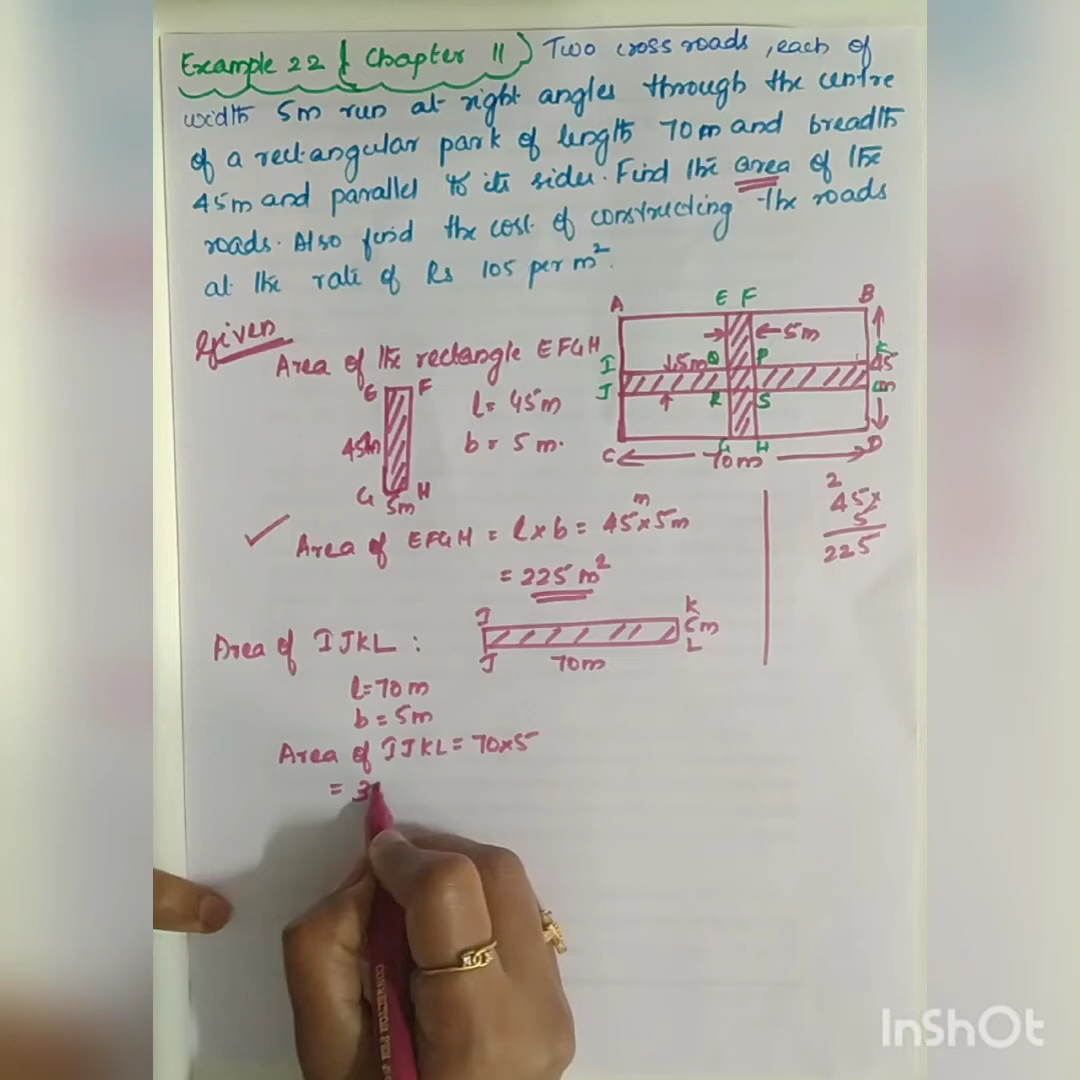 Example 22 { Chapter 11 } Two cross roads, each of
width 5m run at right angles through the centre
of a rectangular park of length 70m and breadth
45m and parallel to its sides. Find the area of the
roads. Also find the cost of constructing the roads
at the rate of Rs 105 per m²
Given
Area of the rectangle EFGH
E F
45m
G H
5m
l = 45m
b = 5 m.
A E F B
5m
I 5m Q P K 45
J R S m
C G H D
70m
2
45×
5
225
Area of EFGH = l×b = 45m×5m
= 225 m²
Area of IJKL :
I K
5m
J L
70m
l=70m
b = 5m
Area of IJKL = 70×5
= 3
InShOt